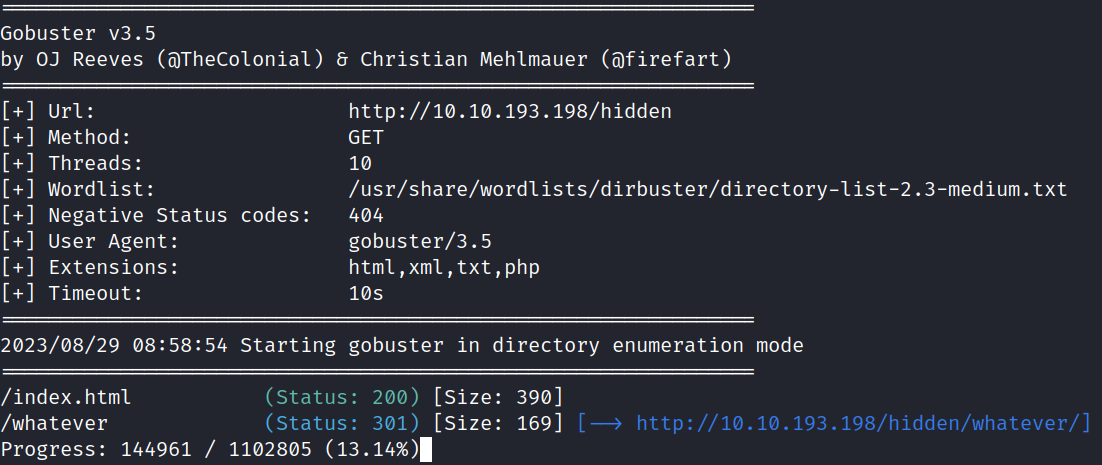 ===============================================================
Gobuster v3.5
by OJ Reeves (@TheColonial) & Christian Mehlmauer (@firefart)
===============================================================
[+] Url:                     http://10.10.193.198/hidden
[+] Method:                  GET
[+] Threads:                 10
[+] Wordlist:                /usr/share/wordlists/dirbuster/directory-list-2.3-medium.txt
[+] Negative Status codes:   404
[+] User Agent:              gobuster/3.5
[+] Extensions:              html,xml,txt,php
[+] Timeout:                 10s
===============================================================
2023/08/29 08:58:54 Starting gobuster in directory enumeration mode
===============================================================
/index.html           (Status: 200) [Size: 390]
/whatever             (Status: 301) [Size: 169] [--> http://10.10.193.198/hidden/whatever/]
Progress: 144961 / 1102805 (13.14%)